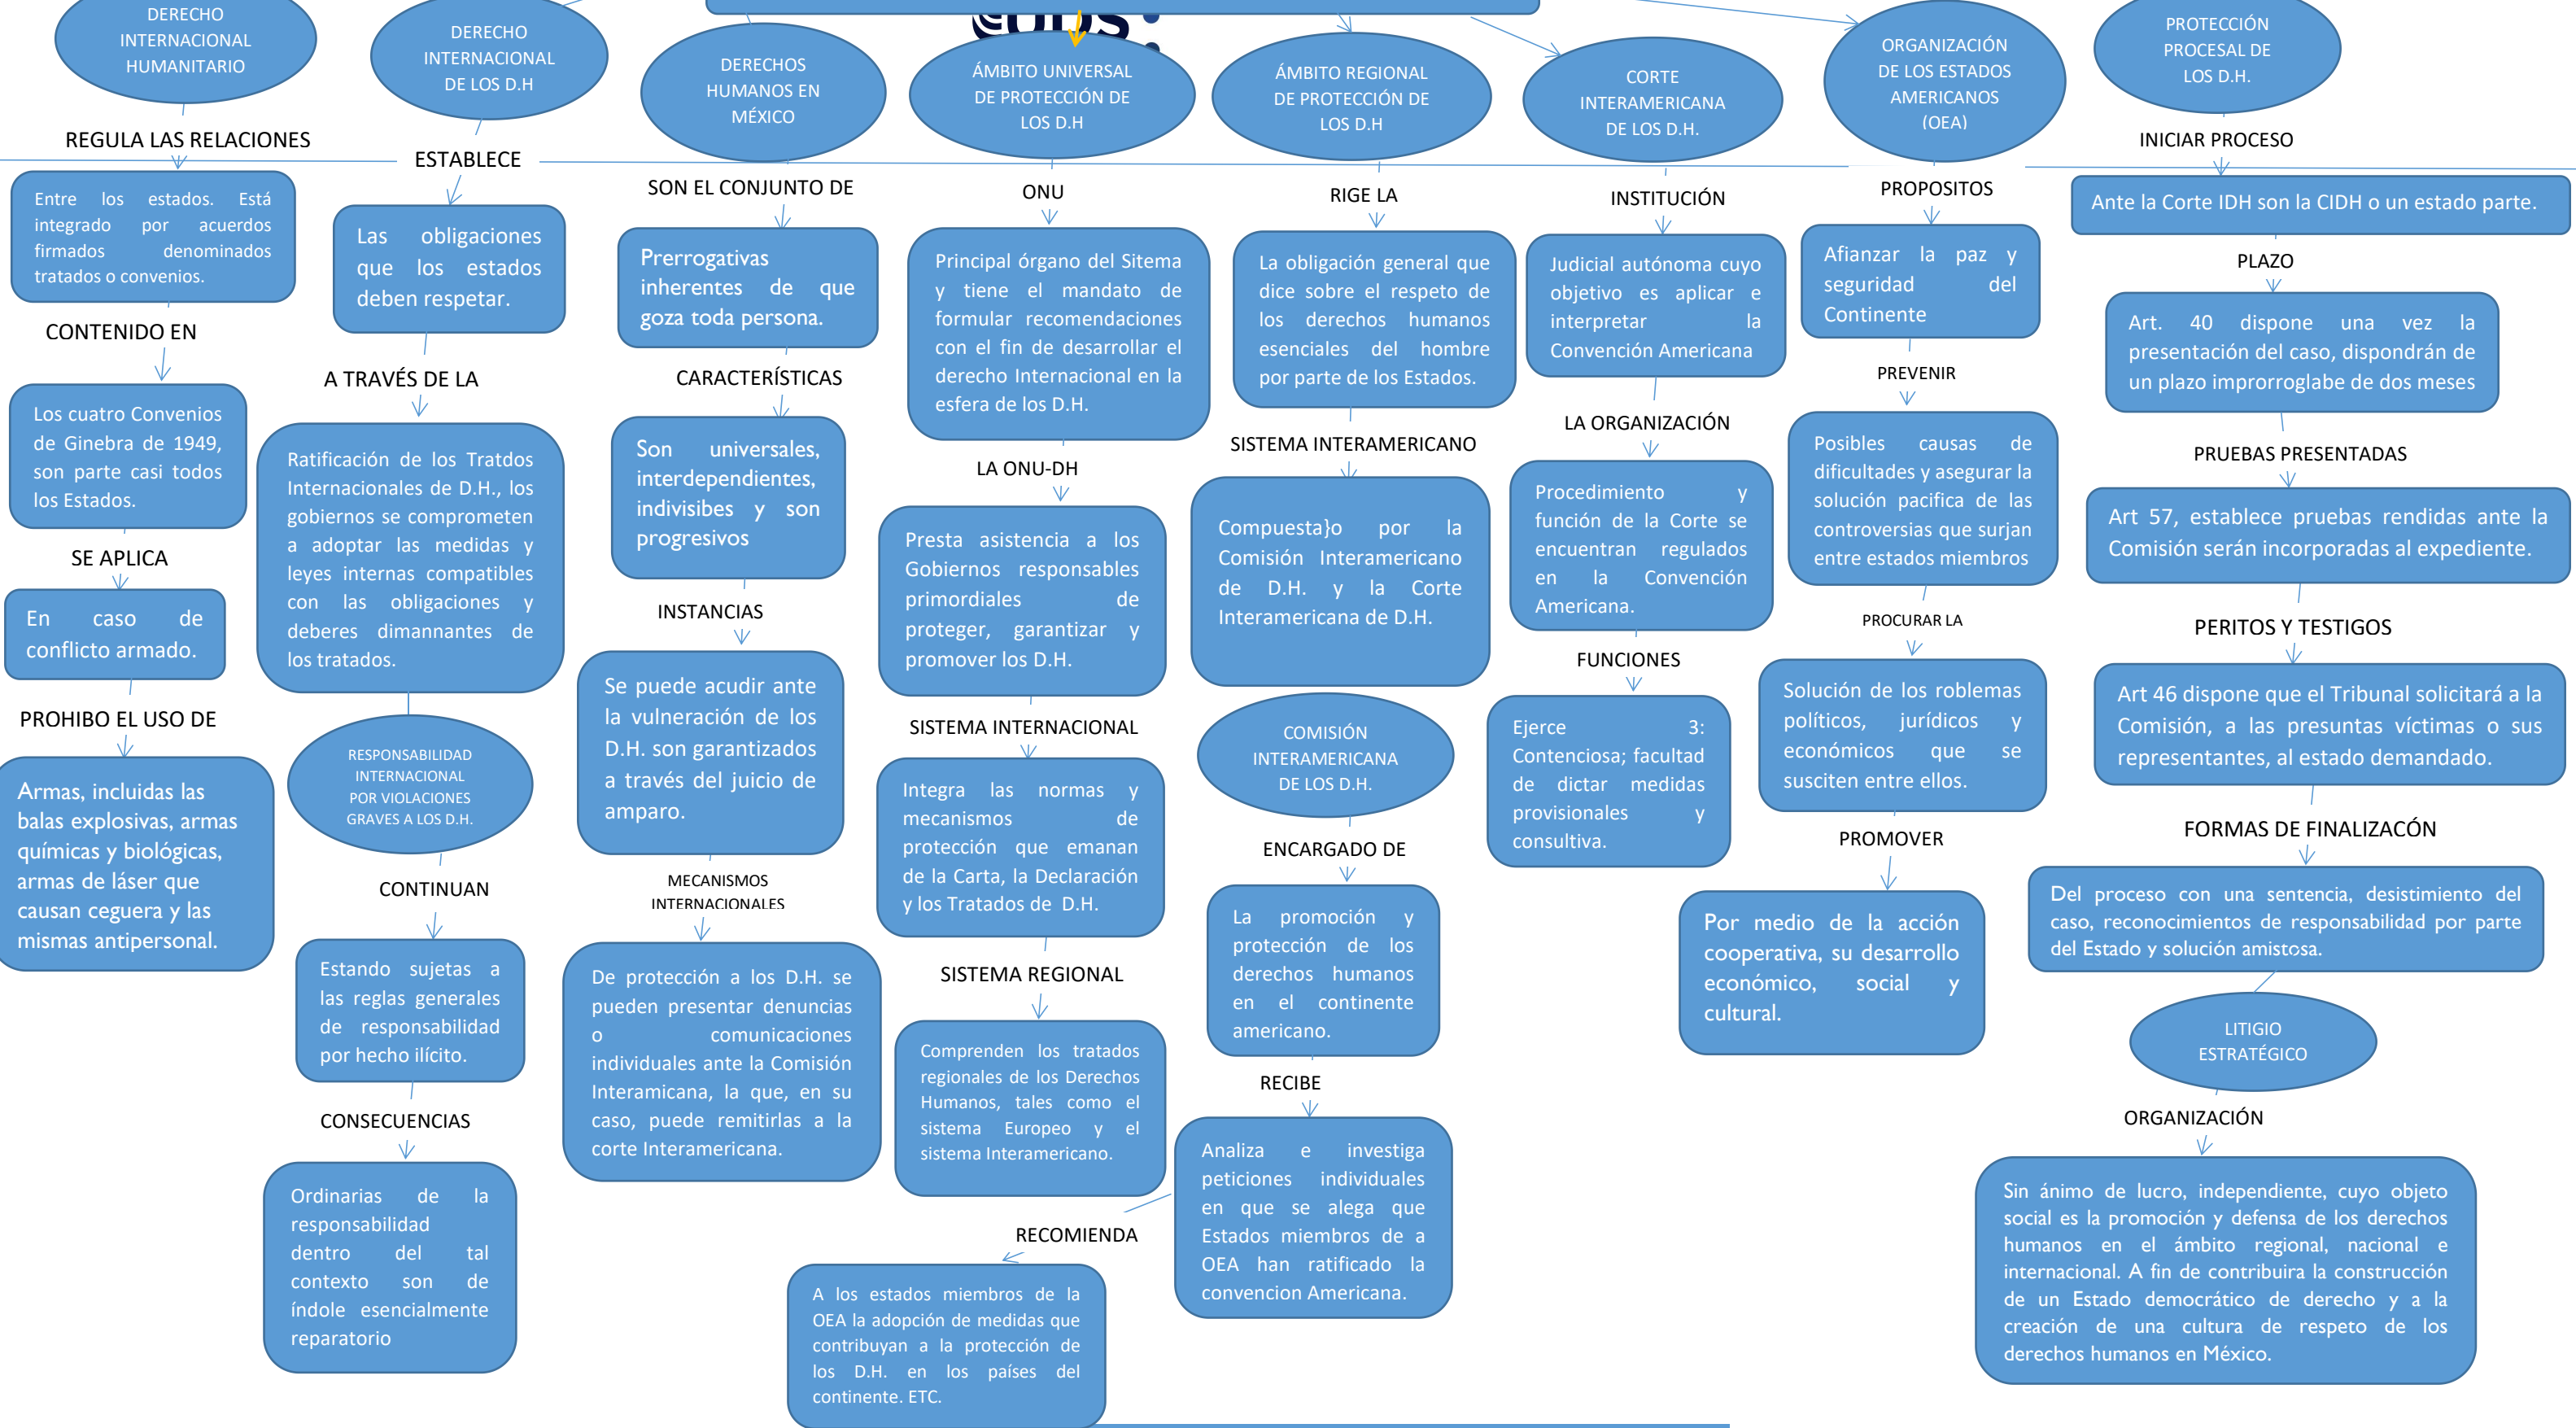 DERECHO
INTERNACIONAL
HUMANITARIO
REGULA LAS RELACIONES
Entre los estados. Está
integrado por acuerdos
firmados denominados
tratados o convenios.
CONTENIDO EN
Los cuatro Convenios
de Ginebra de 1949,
son parte casi todos
los Estados.
SE APLICA
En caso de
conflicto armado.
PROHIBO EL USO DE
Armas, incluidas las
balas explosivas, armas
químicas y biológicas,
armas de láser que
causan ceguera y las
mismas antipersonal.
DERECHO
INTERNACIONAL
DE LOS D.H
ESTABLECE
Las obligaciones
que los estados
deben respetar.
A TRAVÉS DE LA
Ratificación de los Tratdos
Internacionales de D.H., los
gobiernos se comprometen
a adoptar las medidas y
leyes internas compatibles
con las obligaciones y
deberes dimannantes de
los tratados.
RESPONSABILIDAD
INTERNACIONAL
POR VIOLACIONES
GRAVES A LOS D.H.
CONTINUAN
Estando sujetas a
las reglas generales
de responsabilidad
por hecho ilícito.
CONSECUENCIAS
Ordinarias de la
responsabilidad
dentro del tal
contexto son de
índole esencialmente
reparatorio
DERECHOS
HUMANOS EN
MÉXICO
SON EL CONJUNTO DE
Prerrogativas
inherentes de que
goza toda persona.
CARACTERÍSTICAS
Son universales,
interdependientes,
indivisibes y son
progresivos
INSTANCIAS
Se puede acudir ante
la vulneración de los
D.H. son garantizados
a través del juicio de
amparo.
MECANISMOS
INTERNACIONALES
De protección a los D.H. se
pueden presentar denuncias
o comunicaciones
individuales ante la Comisión
Interamicana, la que, en su
caso, puede remitirlas a la
corte Interamericana.
ÁMBITO UNIVERSAL
DE PROTECCIÓN DE
LOS D.H
ONU
Principal órgano del Sitema
y tiene el mandato de
formular recomendaciones
con el fin de desarrollar el
derecho Internacional en la
esfera de los D.H.
LA ONU-DH
Presta asistencia a los
Gobiernos responsables
primordiales de
proteger, garantizar y
promover los D.H.
SISTEMA INTERNACIONAL
Integra las normas y
mecanismos de
protección que emanan
de la Carta, la Declaración
y los Tratados de D.H.
SISTEMA REGIONAL
Comprenden los tratados
regionales de los Derechos
Humanos, tales como el
sistema Europeo y el
sistema Interamericano.
ÁMBITO REGIONAL
DE PROTECCIÓN DE
LOS D.H
RIGE LA
La obligación general que
dice sobre el respeto de
los derechos humanos
esenciales del hombre
por parte de los Estados.
SISTEMA INTERAMERICANO
Compuesta}o por la
Comisión Interamericano
de D.H. y la Corte
Interamericana de D.H.
COMISIÓN
INTERAMERICANA
DE LOS D.H.
ENCARGADO DE
La promoción y
protección de los
derechos humanos
en el continente
americano.
RECIBE
Analiza e investiga
peticiones individuales
en que se alega que
Estados miembros de a
OEA han ratificado la
convencion Americana.
RECOMIENDA
A los estados miembros de la
OEA la adopción de medidas que
contribuyan a la protección de
los D.H. en los países del
continente. ETC.
CORTE
INTERAMERICANA
DE LOS D.H.
INSTITUCIÓN
Judicial autónoma cuyo
objetivo es aplicar e
interpretar la
Convención Americana
LA ORGANIZACIÓN
Procedimiento y
función de la Corte se
encuentran regulados
en la Convención
Americana.
FUNCIONES
Ejerce 3:
Contenciosa; facultad
de dictar medidas
provisionales y
consultiva.
ORGANIZACIÓN
DE LOS ESTADOS
AMERICANOS
(OEA)
PROPOSITOS
Afianzar la paz y
seguridad del
Continente
PREVENIR
Posibles causas de
dificultades y asegurar la
solución pacifica de las
controversias que surjan
entre estados miembros
PROCURAR LA
Solución de los roblemas
políticos, jurídicos y
económicos que se
susciten entre ellos.
PROMOVER
Por medio de la acción
cooperativa, su desarrollo
económico, social y
cultural.
PROTECCIÓN
PROCESAL DE
LOS D.H.
INICIAR PROCESO
Ante la Corte IDH son la CIDH o un estado parte.
PLAZO
Art. 40 dispone una vez la
presentación del caso, dispondrán de
un plazo improrroglabe de dos meses
PRUEBAS PRESENTADAS
Art 57, establece pruebas rendidas ante la
Comisión serán incorporadas al expediente.
PERITOS Y TESTIGOS
Art 46 dispone que el Tribunal solicitará a la
Comisión, a las presuntas víctimas o sus
representantes, al estado demandado.
FORMAS DE FINALIZACÓN
Del proceso con una sentencia, desistimiento del
caso, reconocimientos de responsabilidad por parte
del Estado y solución amistosa.
LITIGIO
ESTRATÉGICO
ORGANIZACIÓN
Sin ánimo de lucro, independiente, cuyo objeto
social es la promoción y defensa de los derechos
humanos en el ámbito regional, nacional e
internacional. A fin de contribuira la construcción
de un Estado democrático de derecho y a la
creación de una cultura de respeto de los
derechos humanos en México.